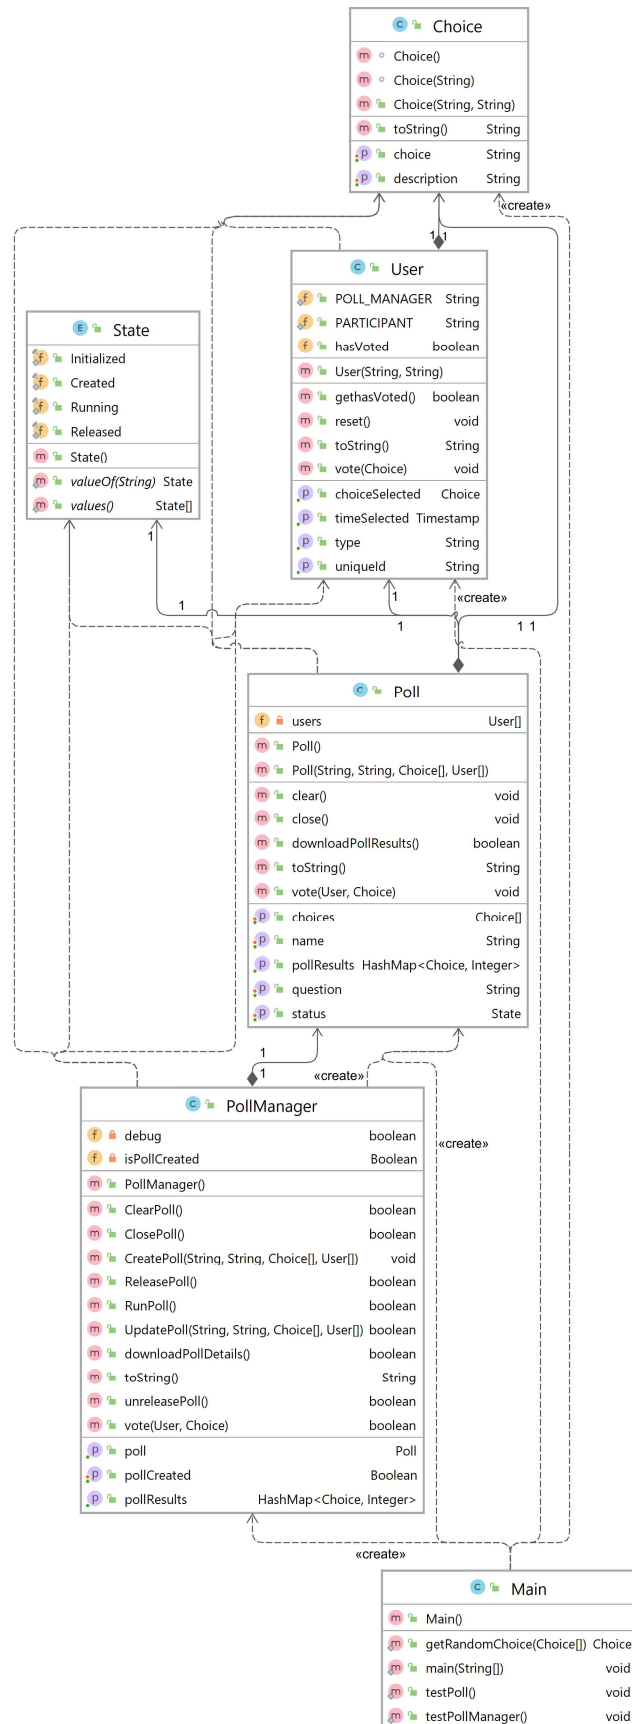 Choice
Choice()
Choice(String)
Choice(String, String)
toString() String
choice String
description String
«create»
1 1
User
POLL_MANAGER String
PARTICIPANT String
hasVoted boolean
User(String, String)
gethasVoted() boolean
reset() void
toString() String
vote(Choice) void
choiceSelected Choice
timeSelected Timestamp
type String
uniqueId String
State
Initialized
Created
Running
Released
State()
valueOf(String) State
values() State[]
1
1
1
«create»
1
1 1
Poll
users User[]
Poll()
Poll(String, String, Choice[], User[])
clear() void
close() void
downloadPollResults() boolean
toString() String
vote(User, Choice) void
choices Choice[]
name String
pollResults HashMap<Choice, Integer>
question String
status State
1
1
«create»
«create»
PollManager
debug boolean
isPollCreated Boolean
PollManager()
ClearPoll() boolean
ClosePoll() boolean
CreatePoll(String, String, Choice[], User[]) void
ReleasePoll() boolean
RunPoll() boolean
UpdatePoll(String, String, Choice[], User[]) boolean
downloadPollDetails() boolean
toString() String
unreleasePoll() boolean
vote(User, Choice) boolean
poll Poll
pollCreated Boolean
pollResults HashMap<Choice, Integer>
«create»
Main
Main()
getRandomChoice(Choice[]) Choice
main(String[]) void
testPoll() void
testPollManager() void